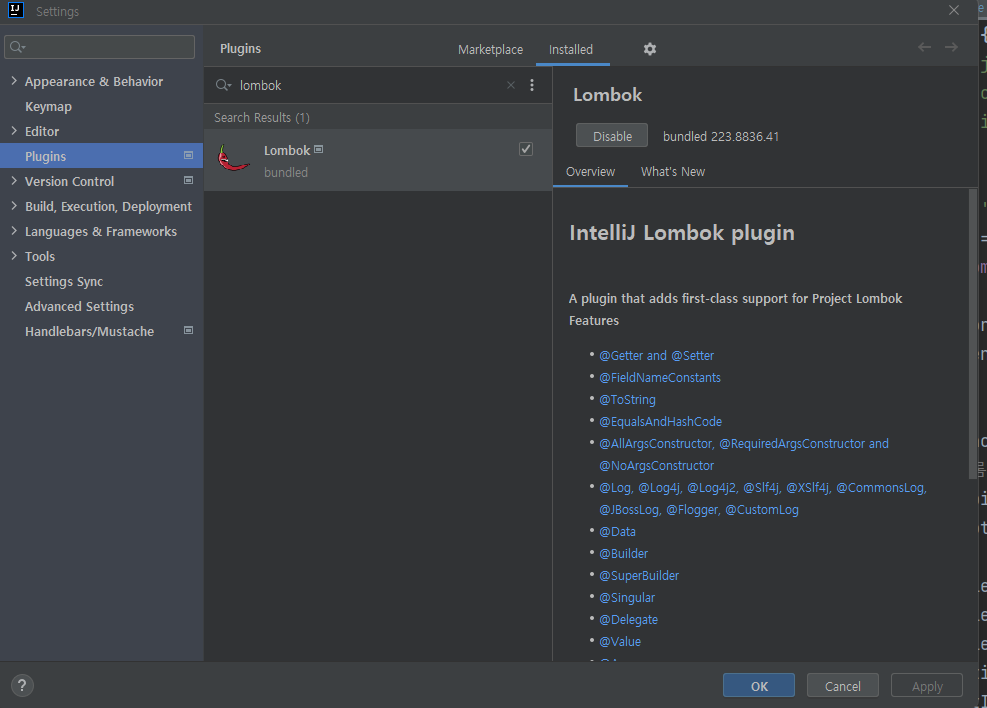 IJ
Settings
Plugins
Marketplace
Installed
Appearance & Behavior
Keymap
Editor
Plugins
Version Control
Build, Execution, Deployment
Languages & Frameworks
Tools
Settings Sync
Advanced Settings
Handlebars/Mustache
lombok
Search Results (1)
Lombok
bundled
Lombok
Disable
bundled 223.8836.41
Overview
What's New
IntelliJ Lombok plugin
A plugin that adds first-class support for Project Lombok
Features
• @Getter and @Setter
• @FieldNameConstants
• @ToString
• @EqualsAndHashCode
• @AllArgsConstructor, @RequiredArgsConstructor and
@NoArgsConstructor
• @Log, @Log4j, @Log4j2, @Slf4j, @XSlf4j, @CommonsLog,
@JBossLog, @Flogger, @CustomLog
• @Data
• @Builder
• @SuperBuilder
• @Singular
• @Delegate
• @Value
?
OK
Cancel
Apply